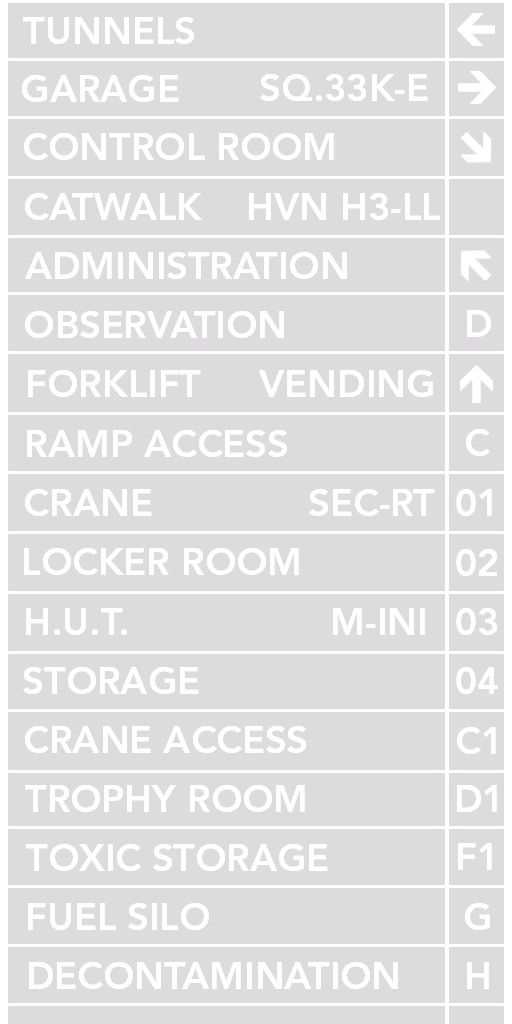 TUNNELS ←
GARAGE SQ.33K-E →
CONTROL ROOM ↘
CATWALK HVN H3-LL
ADMINISTRATION ↖
OBSERVATION D
FORKLIFT VENDING ↑
RAMP ACCESS C
CRANE SEC-RT 01
LOCKER ROOM 02
H.U.T. M-INI 03
STORAGE 04
CRANE ACCESS C1
TROPHY ROOM D1
TOXIC STORAGE F1
FUEL SILO G
DECONTAMINATION H